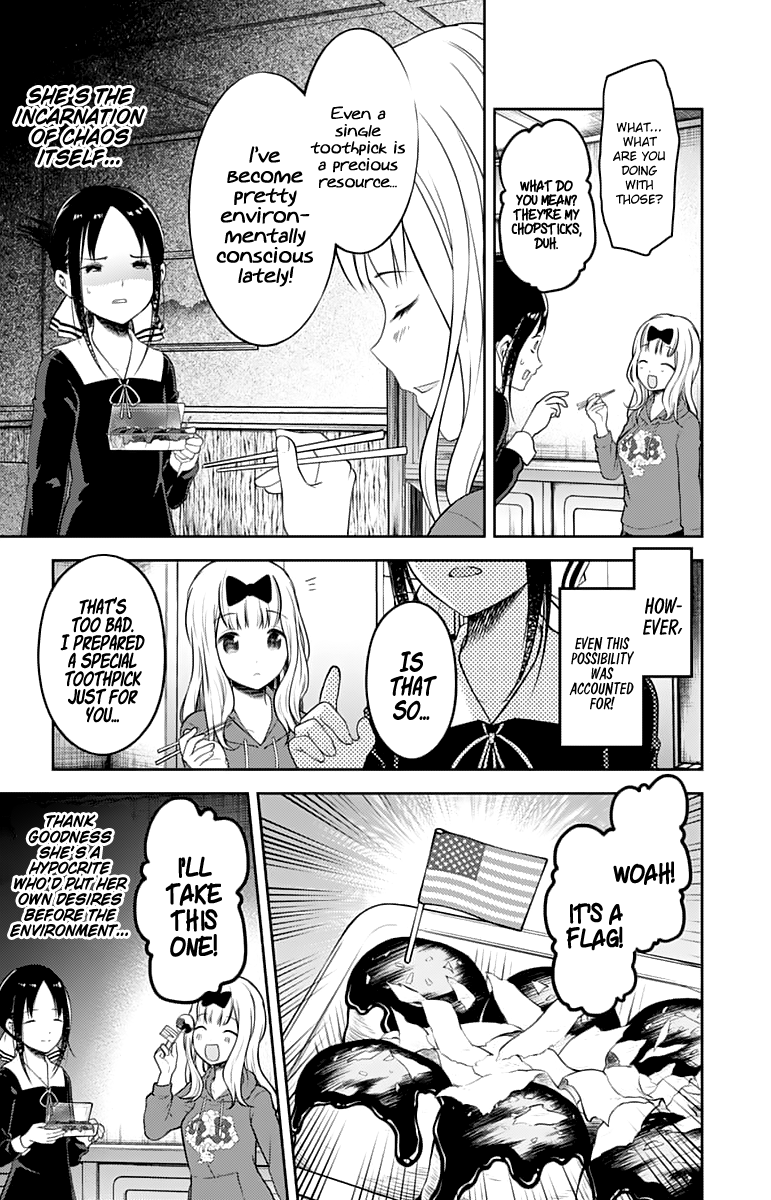 WHAT...
WHAT
ARE YOU
DOING
WITH
THOSE?
WHAT DO
YOU MEAN?
THEY'RE MY
CHOPSTICKS,
DUH.
Even
a
single
toothpick is
a precious
resource...
I've
become
pretty
environ-
mentally
conscious
lately!
SHE'S THE
INCARNATION
OF CHAOS
ITSELF...
HOW-
EVER,
EVEN THIS
POSSIBILITY
WAS
ACCOUNTED
FOR!
IS
THAT
SO...
THAT'S
TOO BAD.
I PREPARED
A SPECIAL
TOOTHPICK
JUST FOR
YOU...
WOAH!
IT'S A
FLAG!
I'LL
TAKE
THIS
ONE!
THANK
GOODNESS
SHE'S A
HYPOCRITE
WHO'D PUT HER
OWN DESIRES
BEFORE THE
ENVIRONMENT...